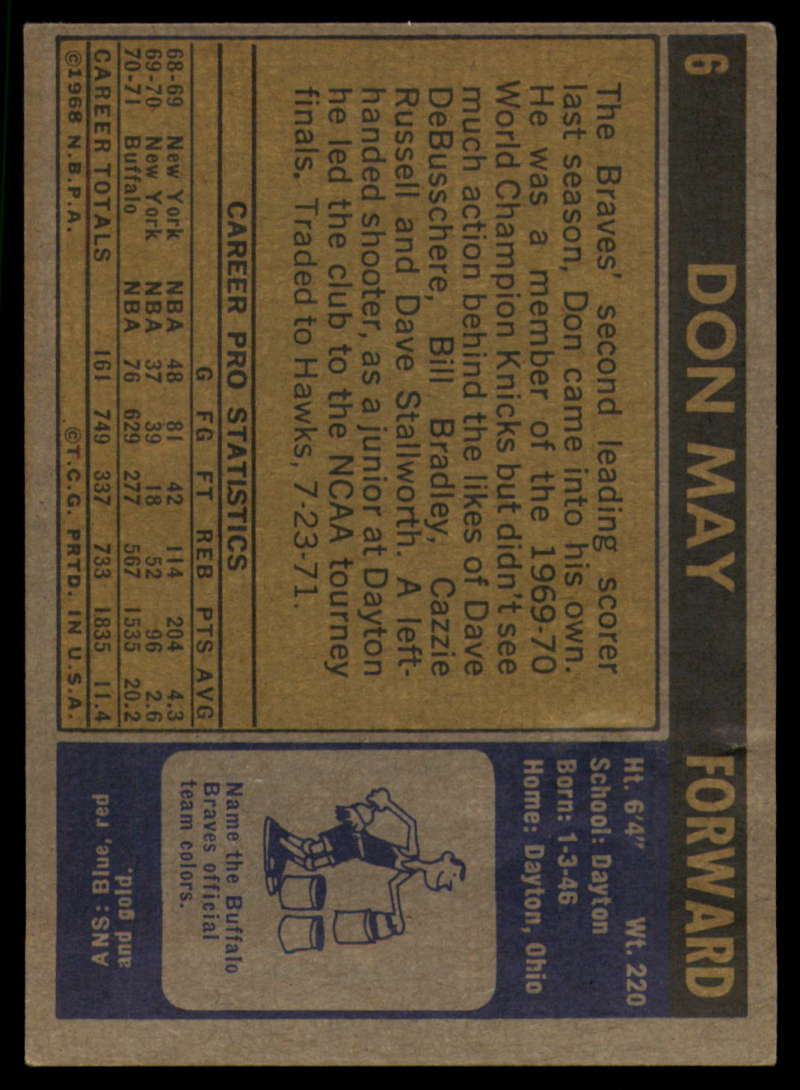 6 DON MAY FORWARD
The Braves' second leading scorer
last season, Don came into his own.
He was a member of the 1969-70
World Champion Knicks but didn't see
much action behind the likes of Dave
DeBusschere, Bill Bradley, Cazzie
Russell and Dave Stallworth. A left-
handed shooter, as a junior at Dayton
he led the club to the NCAA tourney
finals. Traded to Hawks, 7-23-71.
CAREER PRO STATISTICS
G FG FT REB PTS AVG
68-69 New York NBA 48 81 42 114 204 4.3
69-70 New York NBA 37 39 18 52 96 2.6
70-71 Buffalo NBA 76 629 277 567 1535 20.2
CAREER TOTALS 161 749 337 733 1835 11.4
©1968 N.B.P.A. ©T.C.G. PRTD. IN U.S.A.
Ht. 6'4" Wt. 220
School: Dayton
Born: 1-3-46
Home: Dayton, Ohio
Name the Buffalo
Braves official
team colors.
ANS: Blue, red
and gold.